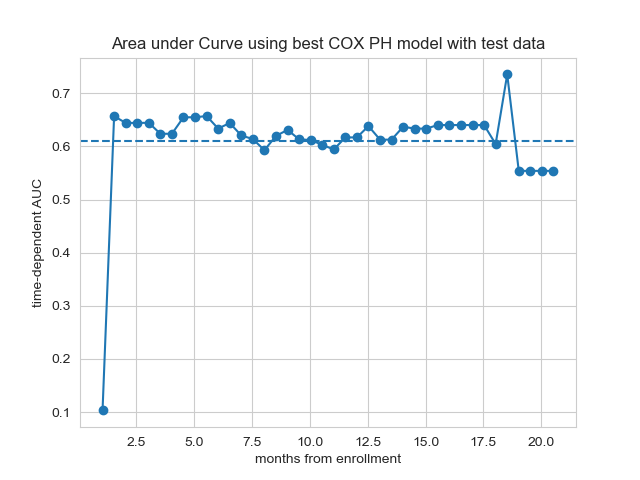 Area under Curve using best COX PH model with test data
time-dependent AUC
0.7
0.6
0.5
0.4
0.3
0.2
0.1
2.5 5.0 7.5 10.0 12.5 15.0 17.5 20.0
months from enrollment